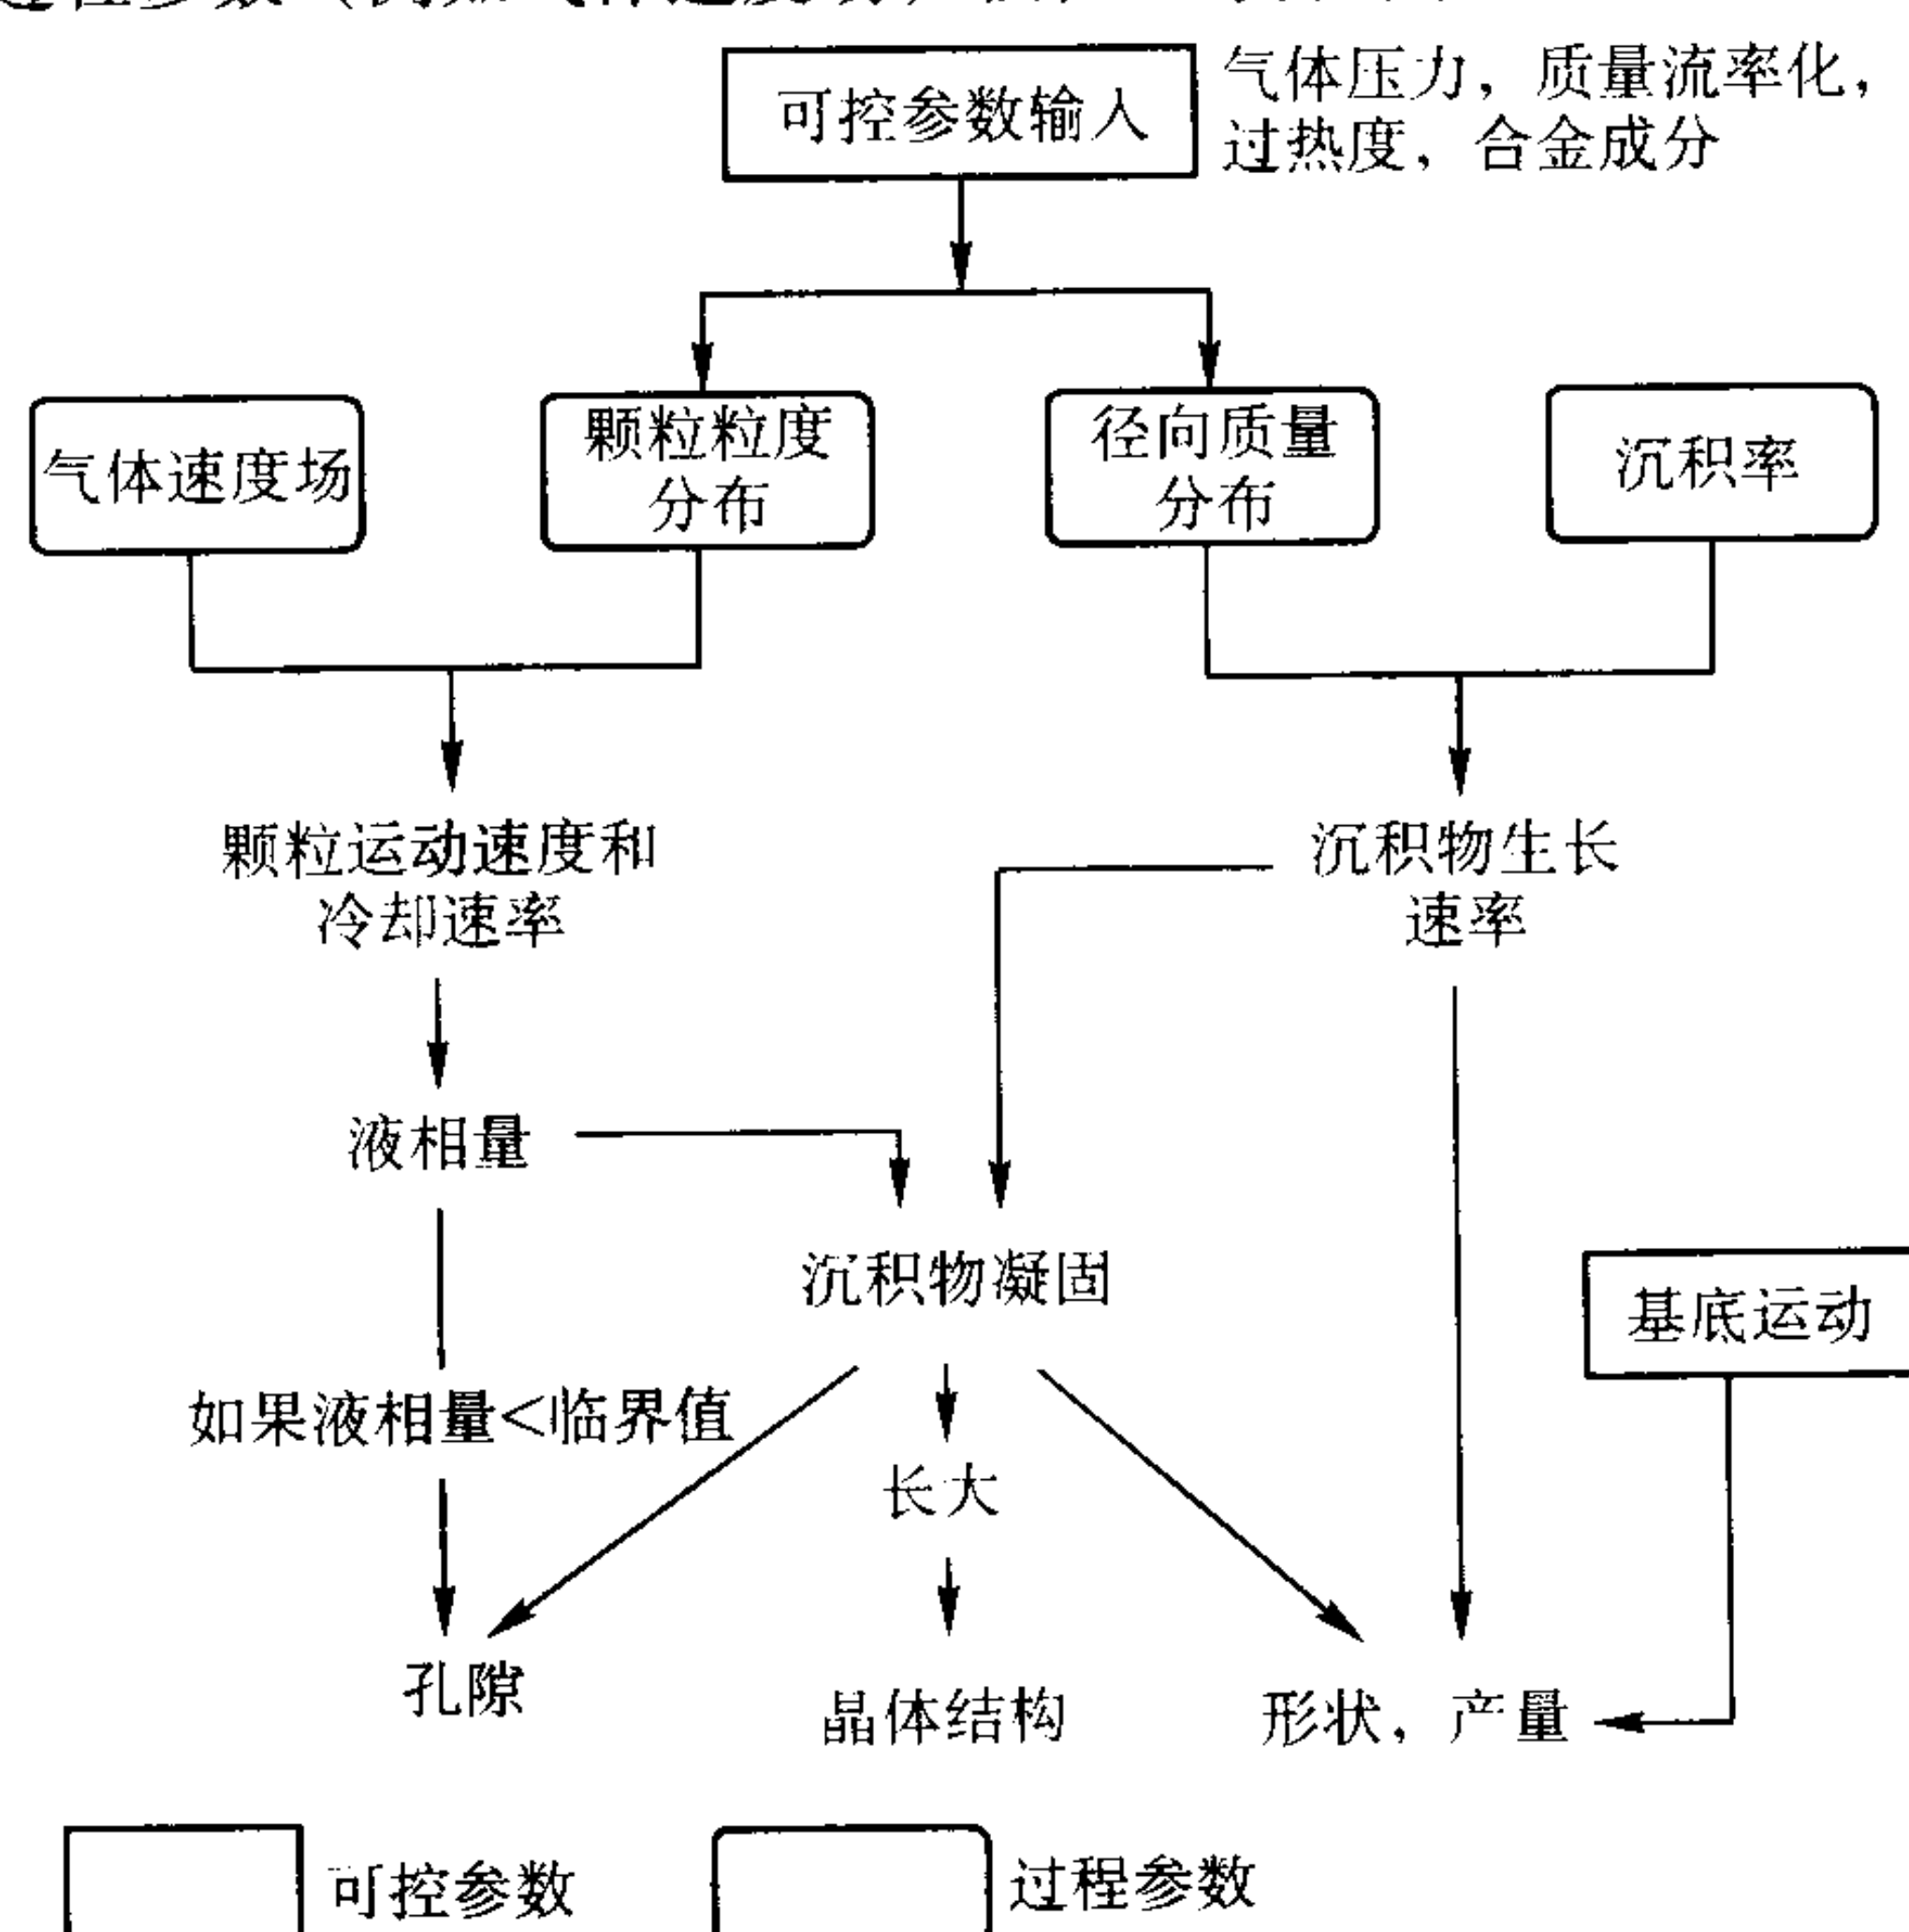 可控参数输入
气体压力，质量流率化，
过热度，合金成分
气体速度场
颗粒粒度
分布
径向质量
分布
沉积率
颗粒运动速度和
冷却速率
沉积物生长
速率
液相量
沉积物凝固
基底运动
如果液相量<临界值
长大
孔隙
晶体结构
形状，产量
可控参数
过程参数